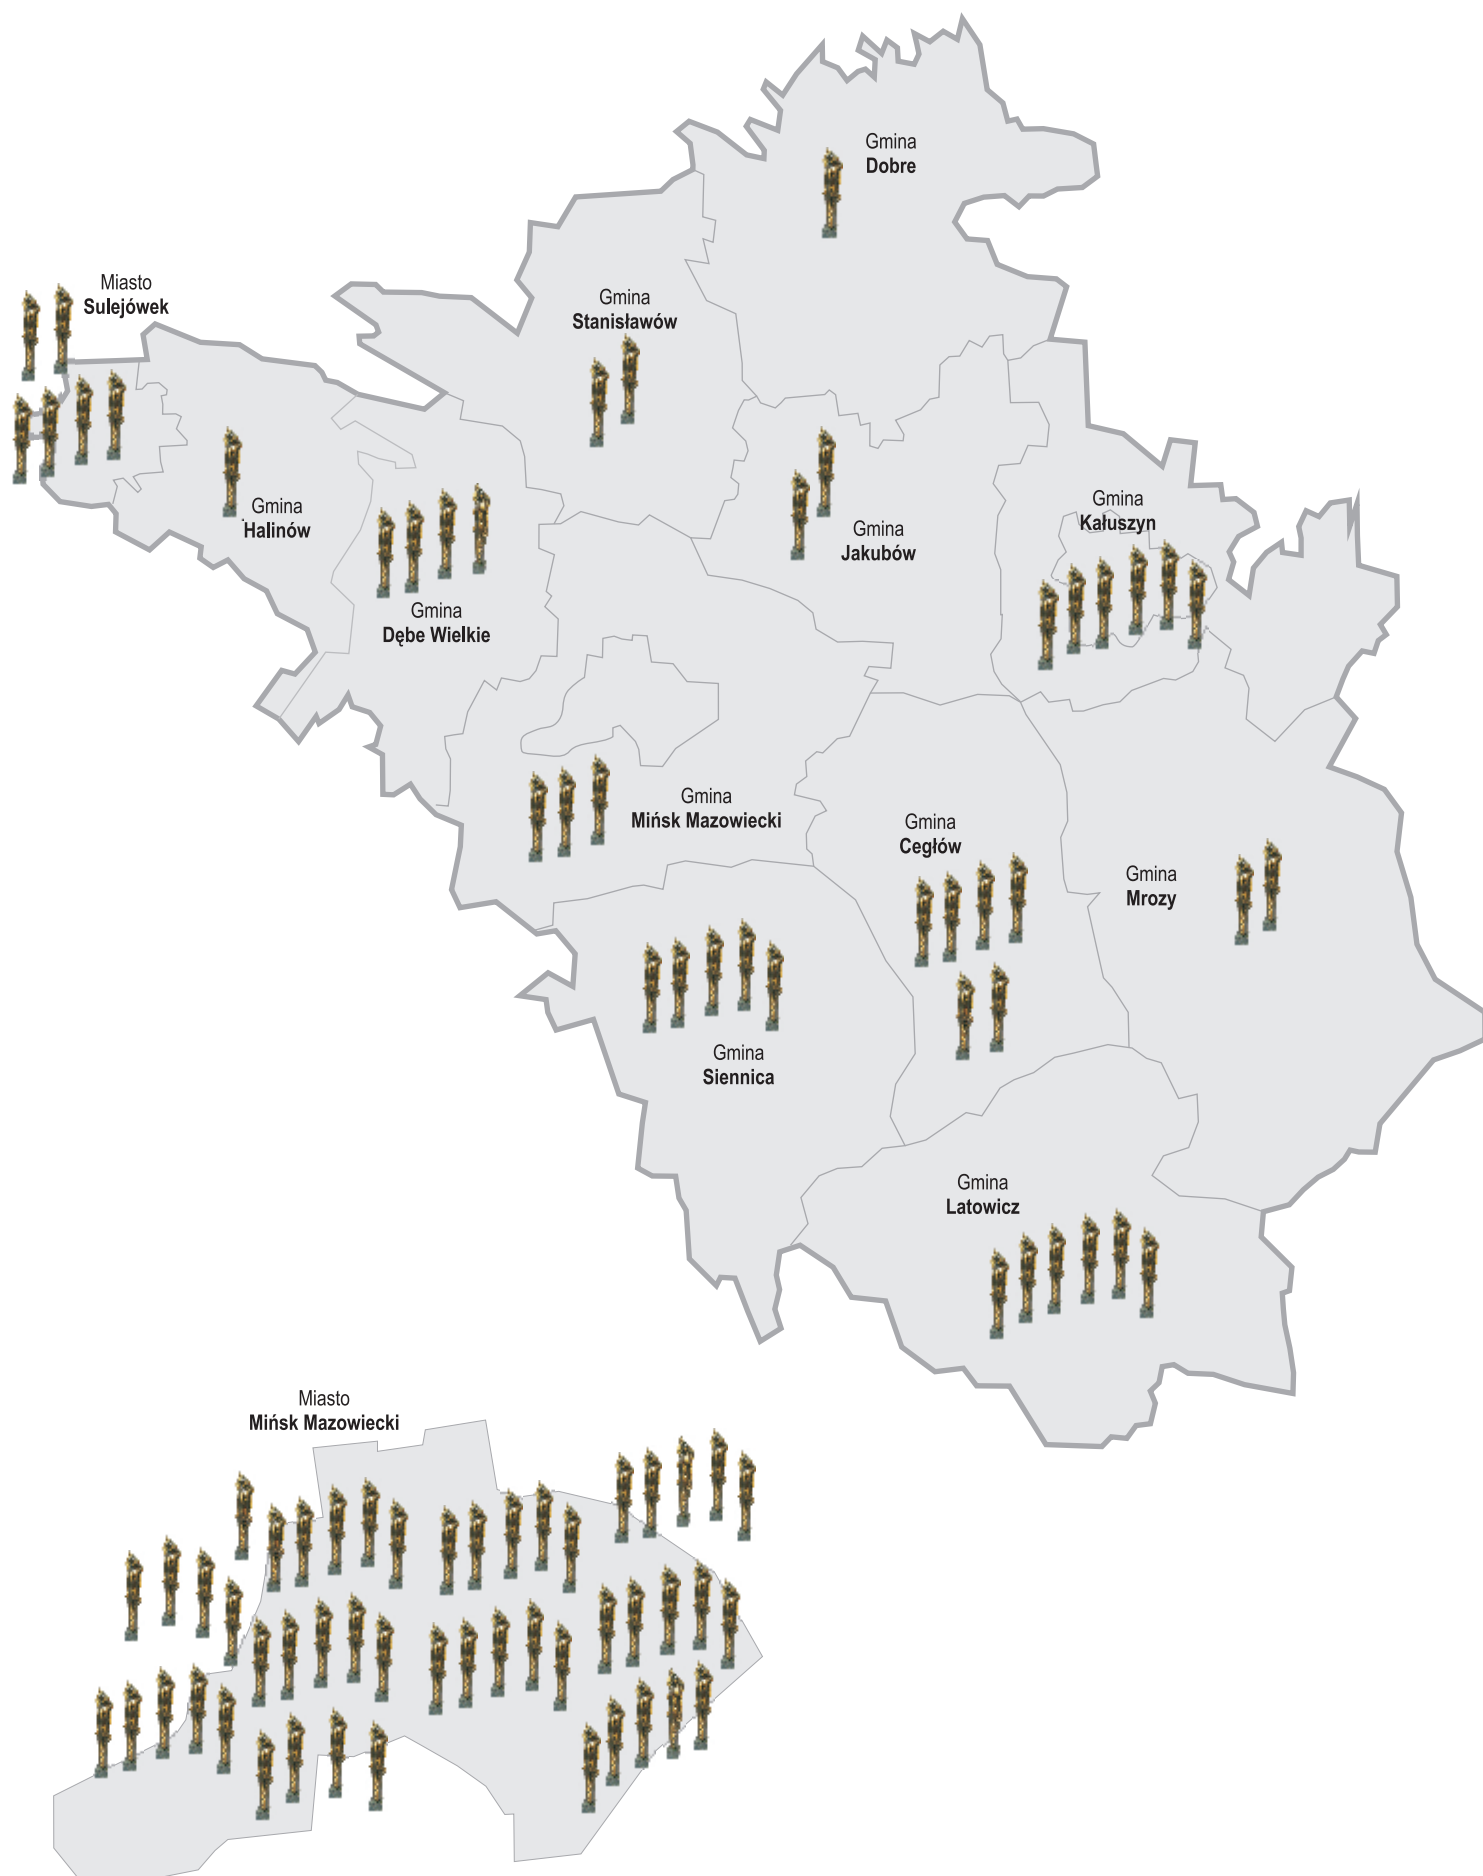 Gmina
Dobre
Miasto
Sulejówek
Gmina
Stanisławów
Gmina
Halinów
Gmina
Jakubów
Gmina
Kałuszyn
Gmina
Dębe Wielkie
Gmina
Mińsk Mazowiecki
Gmina
Cegłów
Gmina
Mrozy
Gmina
Siennica
Gmina
Latowicz
Miasto
Mińsk Mazowiecki